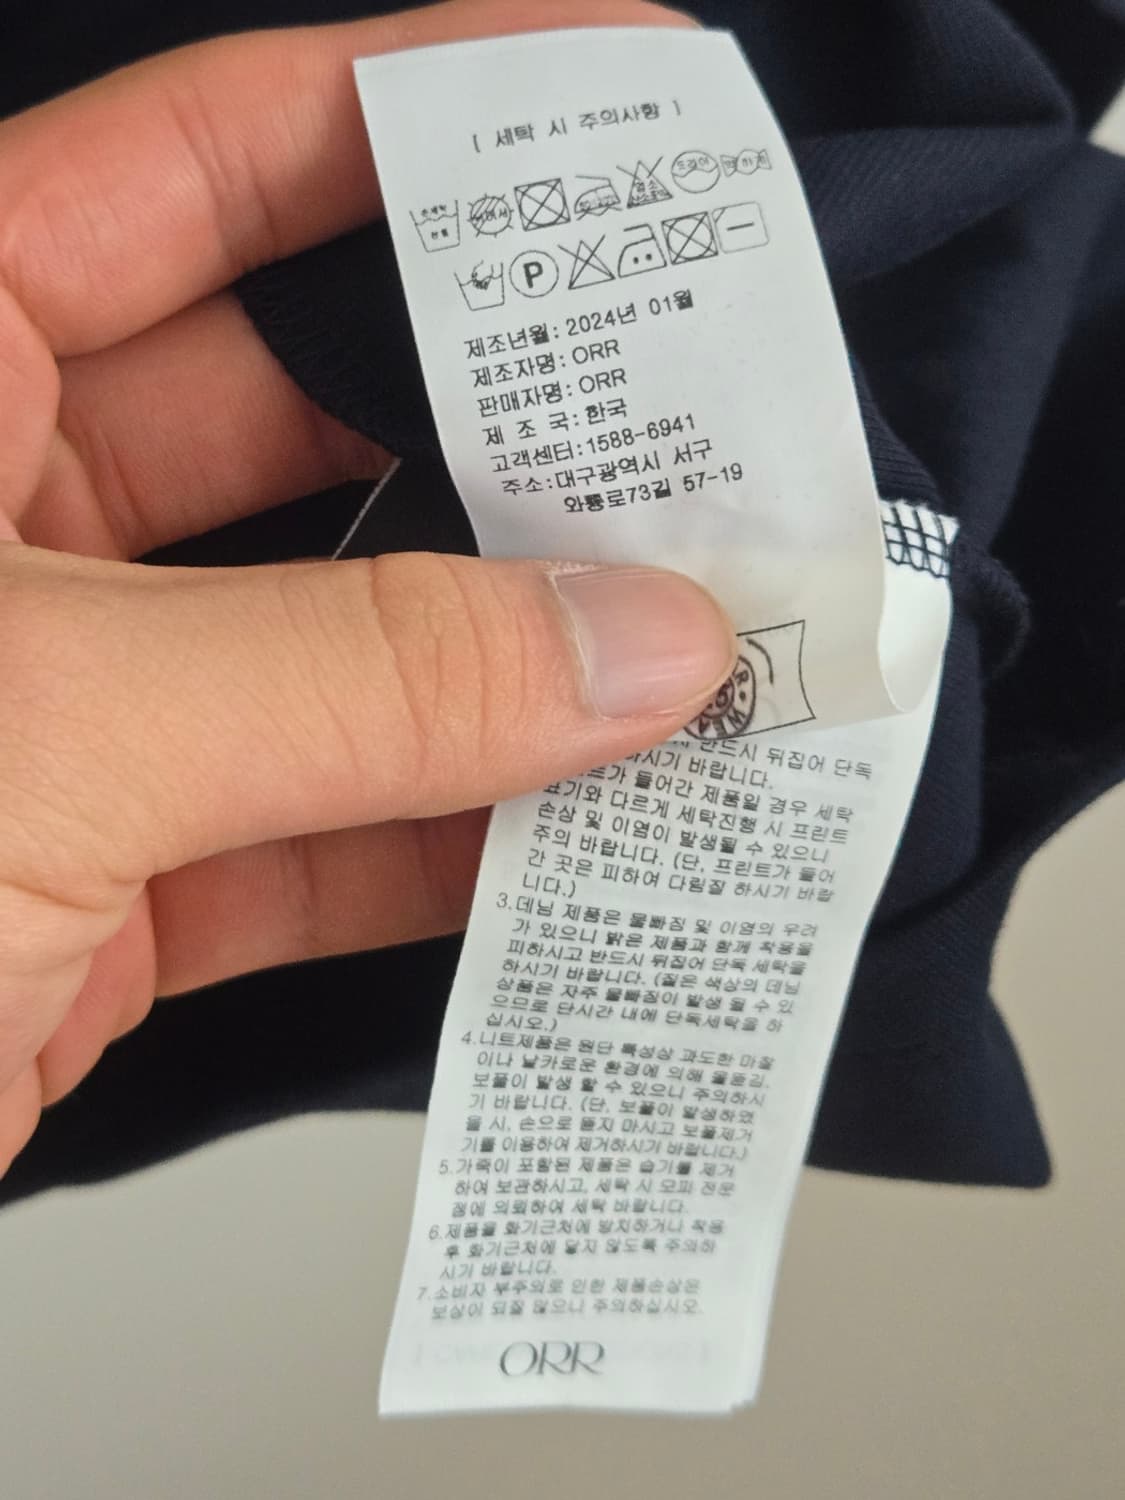 [ 세탁 시 주의사항 ]
손세탁
드라이
염소
P
제조년월: 2024년 01월
제조자명: ORR
판매자명: ORR
제 조 국: 한국
고객센터: 1588-6941
주소: 대구광역시 서구
와룡로73길 57-19
반드시 뒤집어 단독
하시기 바랍니다.
들어간 제품일 경우 세탁
표기와 다르게 세탁진행 시 프린트
손상 및 이염이 발생될 수 있으니
주의 바랍니다. (단, 프린트가 들어
간 곳은 피하여 다림질 하시기 바랍
니다.)
3.데님 제품은 물빠짐 및 이염의 우려
가 있으니 밝은 제품과 함께 착용을
피하시고 반드시 뒤집어 단독 세탁을
하시기 바랍니다. (짙은 색상의 데님
상품은 자주 물빠짐이 발생 될 수 있
으므로 단시간 내에 단독세탁을 하
십시오.)
4.니트제품은 원단 특성상 과도한 마찰
이나 날카로운 환경에 의해 올뜯김,
보풀이 발생 할 수 있으니 주의하시
기 바랍니다. (단, 보풀이 발생하였
을 시, 손으로 뜯지 마시고 보풀제거
기를 이용하여 제거하시기 바랍니다.)
5.가죽이 포함된 제품은 습기를 제거
하여 보관하시고, 세탁 시 모피 전문
점에 의뢰하여 세탁 바랍니다.
6.제품을 화기근처에 방치하거나 착용
후 화기근처에 닿지 않도록 주의하
시기 바랍니다.
7.소비자 부주의로 인한 제품손상은
보상이 되질 않으니 주의하십시오.
ORR